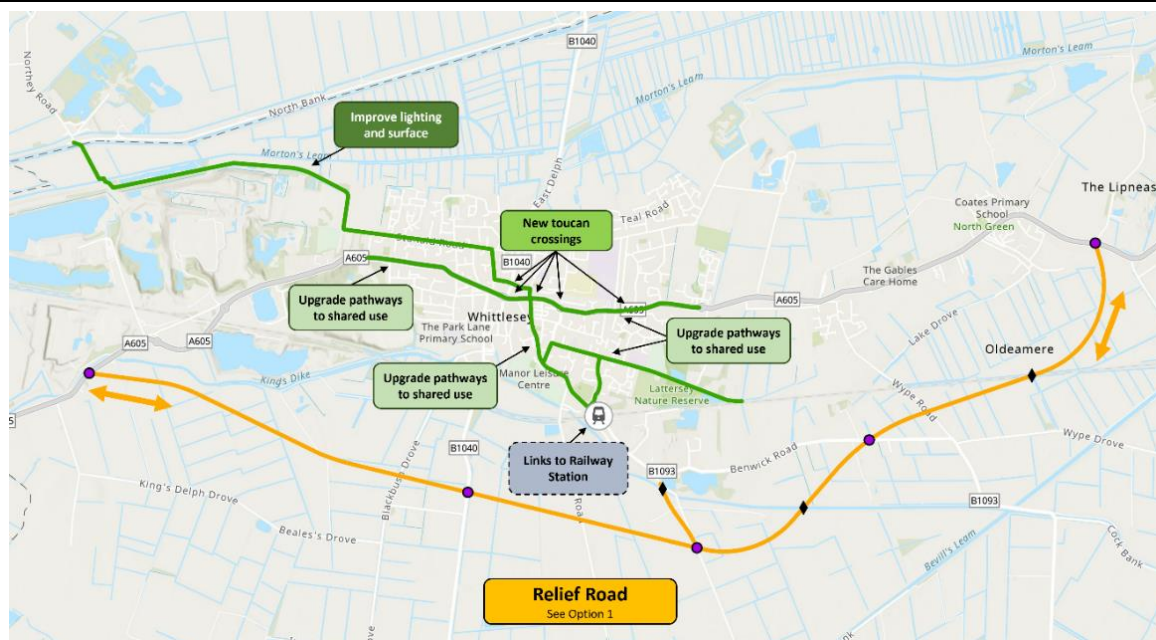 B1040
Northey Road
North Bank
Morton's Leam
Morton's Leam
Improve lighting
and surface
Morton's Leam
East Delph
Teal Road
The Lipneas
Coates Primary
School
North Green
New toucan
crossings
B1040
A605
The Gables
Care Home
Upgrade pathways
to shared use
Whittlesey
A605
A605
The Park Lane
Primary School
Upgrade pathways
to shared use
Lake Drove
Oldeamere
A605
King's Dike
Upgrade pathways
to shared use
Manor Leisure
Centre
Lattersey
Nature Reserve
Wype Road
Links to Railway
Station
Benwick Road
Wype Drove
B1040
B1093
B1093
King's Delph Drove
Blackbush Drove
Beales's Drove
Road
Bevill's Leam
Cock Bank
Relief Road
See Option 1